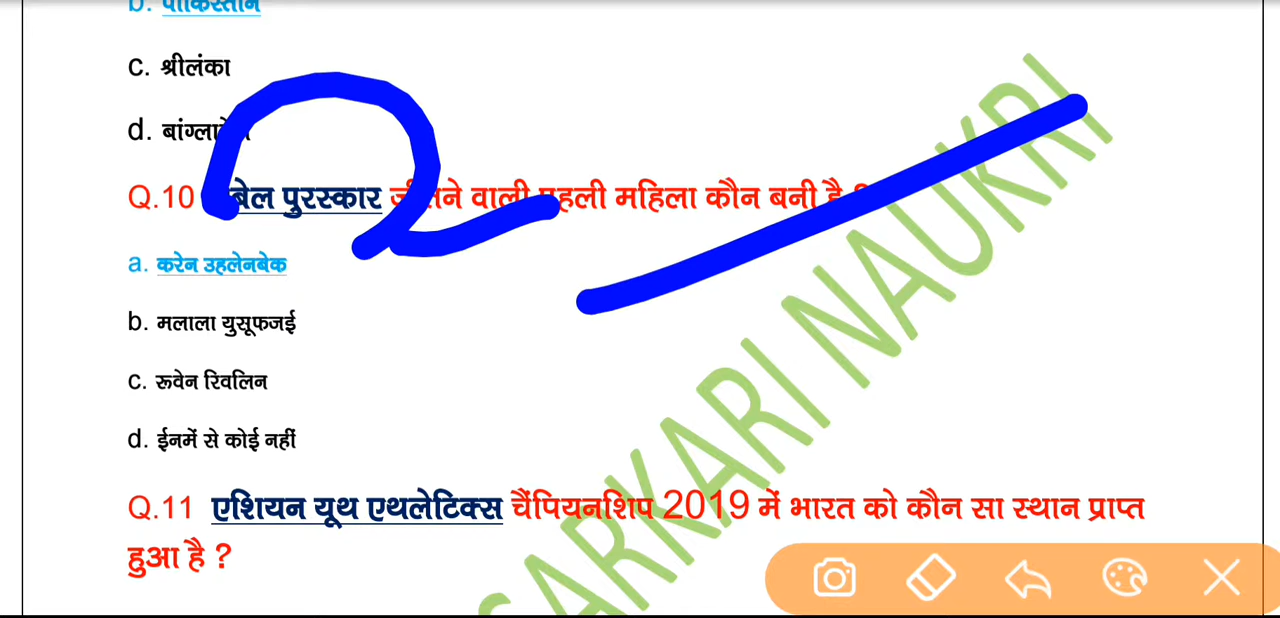 b. पाकिस्तान
c. श्रीलंका
d.
Q.10 पुरस्कार वाली महिला कौन बनी है
a. करेन उहलेनबेक
b. मलाला युसूफजई
c. रूवेन रिवलिन
d. ईनमें से कोई नहीं
Q.11 एशियन यूथ एथलेटिक्स चैंपियनशिप 2019 में भारत को कौन सा स्थान प्राप्त
हुआ है ?
SARKARI NAUKRI